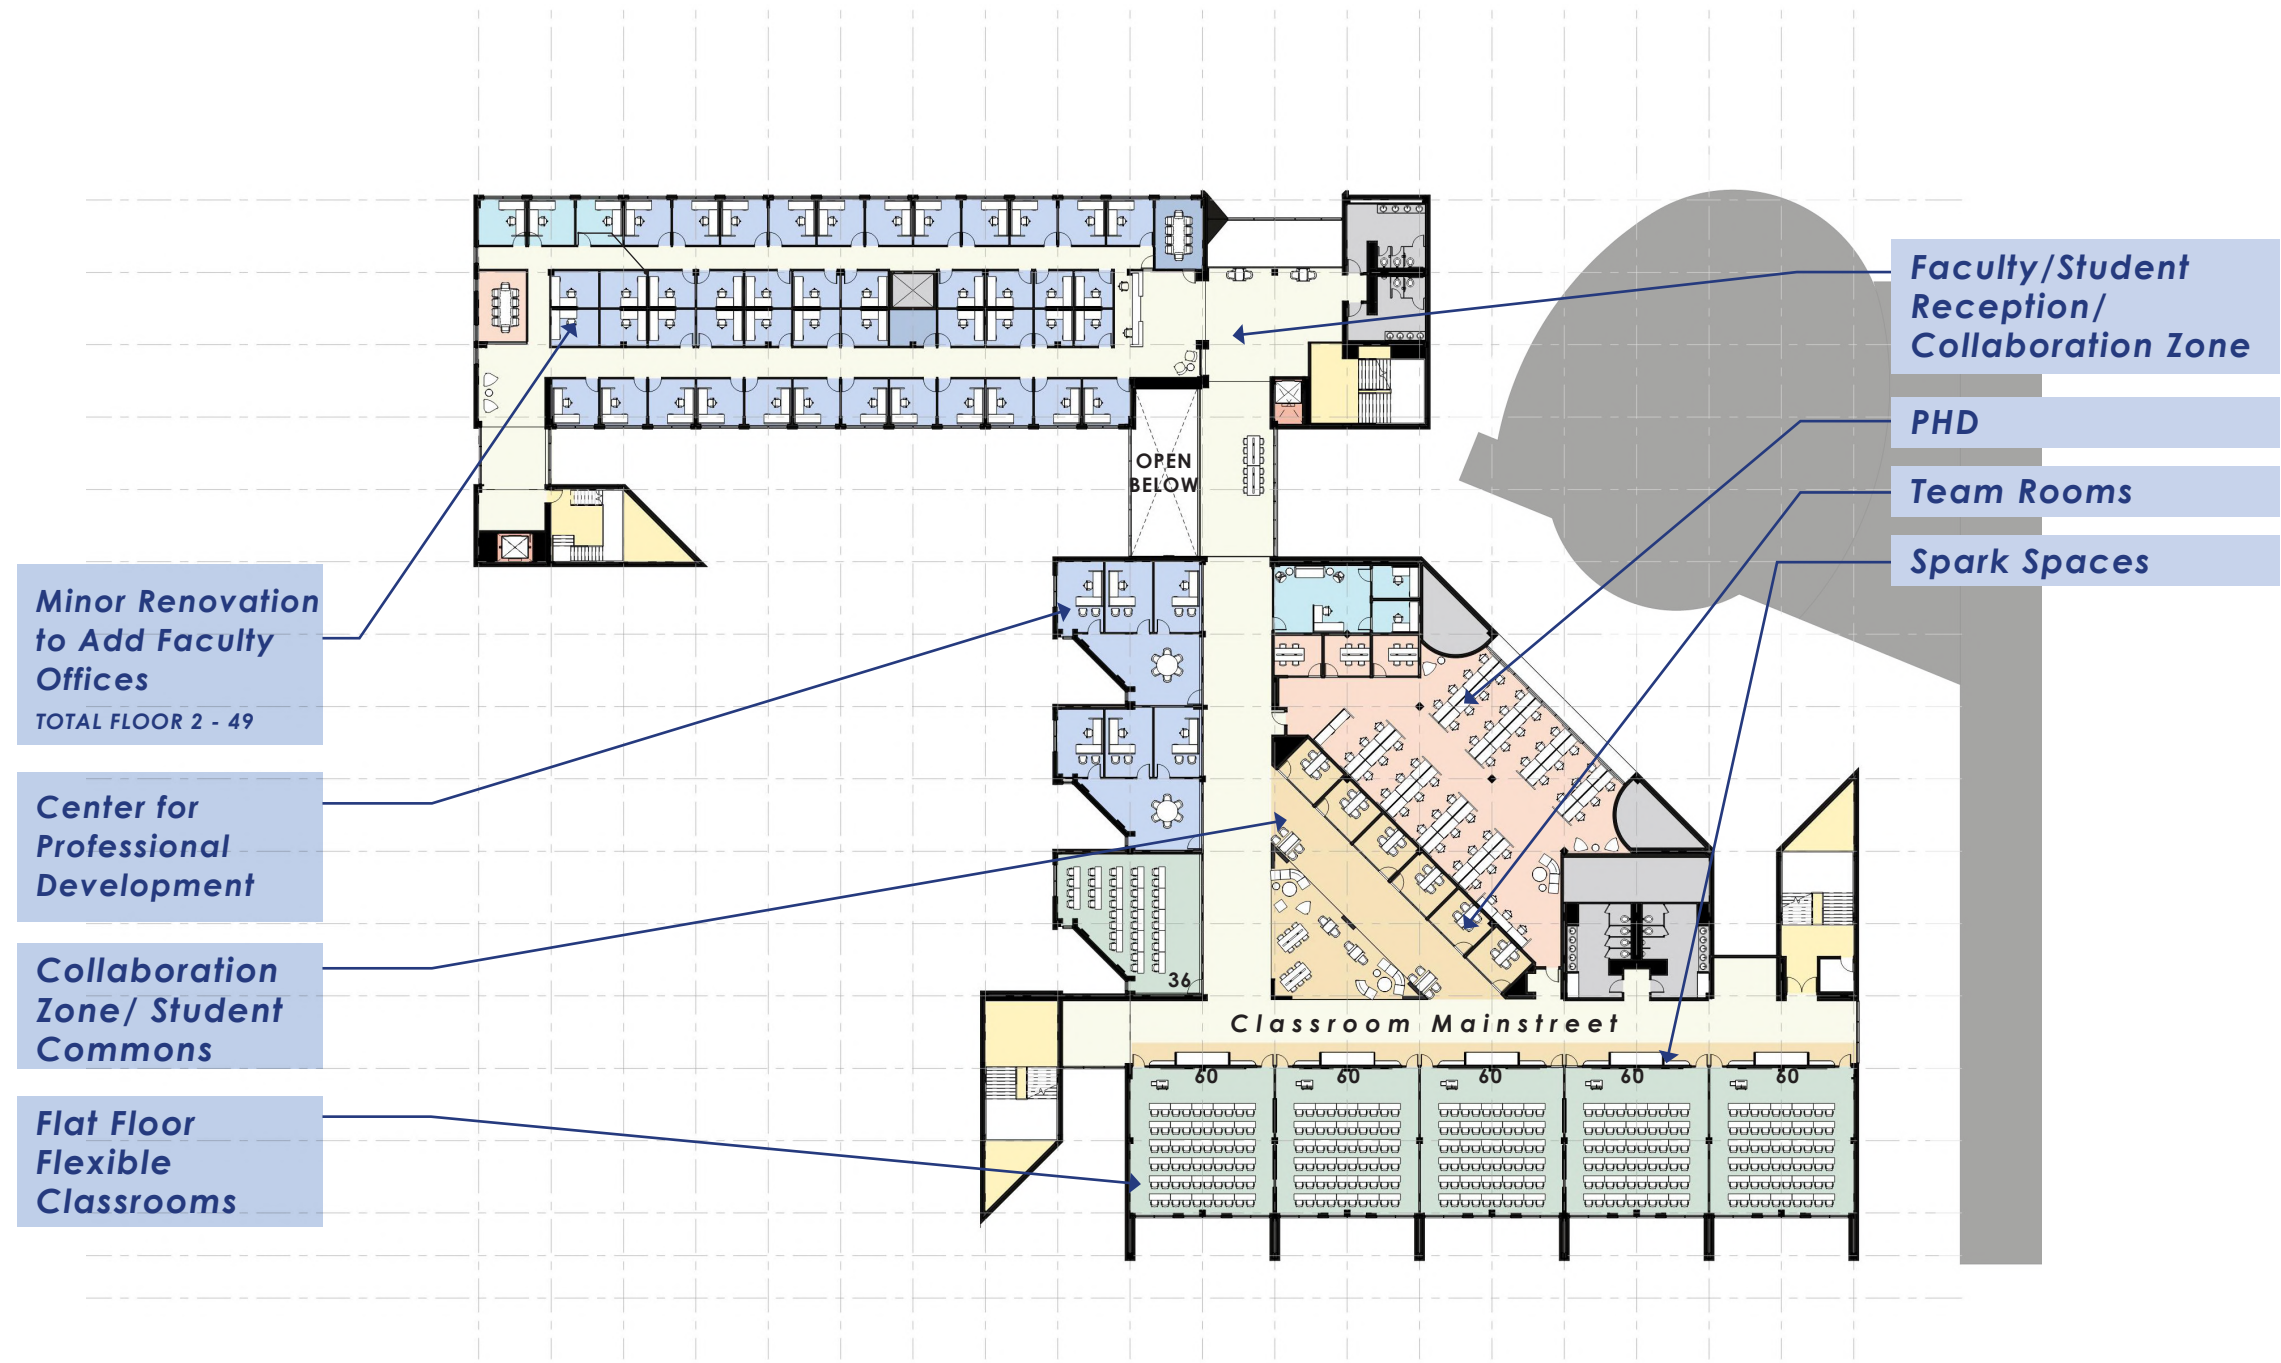 Faculty/Student
Reception/
Collaboration Zone
PHD
Team Rooms
Spark Spaces
OPEN
BELOW
Minor Renovation
to Add Faculty
Offices
TOTAL FLOOR 2 - 49
Center for
Professional
Development
Collaboration
Zone/ Student
Commons
Flat Floor
Flexible
Classrooms
36
Classroom Mainstreet
60
60
60
60
60